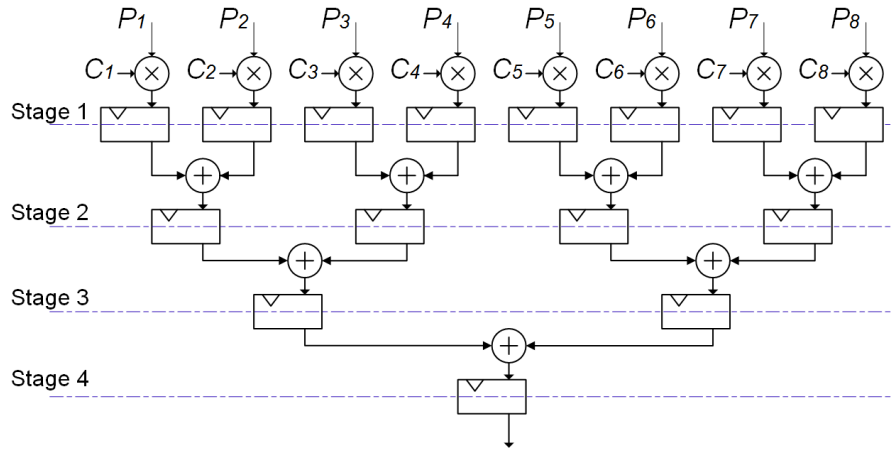 P1 P2 P3 P4 P5 P6 P7 P8
C1 C2 C3 C4 C5 C6 C7 C8
Stage 1
Stage 2
Stage 3
Stage 4